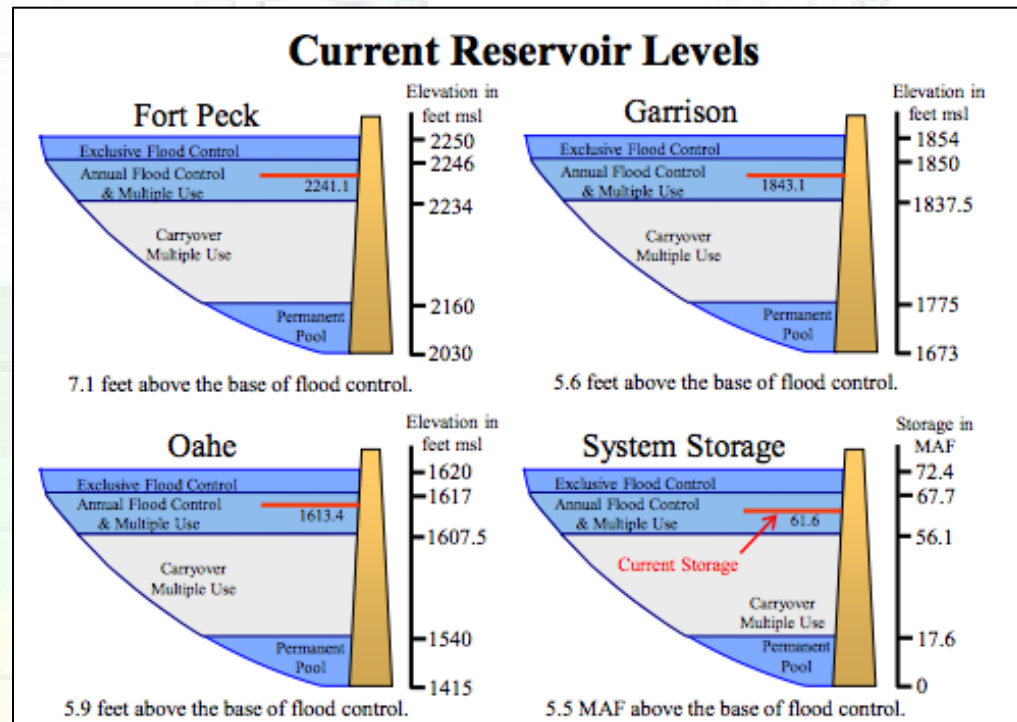 Current Reservoir Levels
Fort Peck
Elevation in
feet msl
2250
2246
2234
2160
2030
Exclusive Flood Control
Annual Flood Control
& Multiple Use
2241.1
Carryover
Multiple Use
Permanent
Pool
7.1 feet above the base of flood control.
Garrison
Elevation in
feet msl
1854
1850
1837.5
1775
1673
Exclusive Flood Control
Annual Flood Control
& Multiple Use
1843.1
Carryover
Multiple Use
Permanent
Pool
5.6 feet above the base of flood control.
Oahe
Elevation in
feet msl
1620
1617
1607.5
1540
1415
Exclusive Flood Control
Annual Flood Control
& Multiple Use
1613.4
Carryover
Multiple Use
Permanent
Pool
5.9 feet above the base of flood control.
System Storage
Storage in
MAF
72.4
67.7
56.1
17.6
0
Exclusive Flood Control
Annual Flood Control
& Multiple Use
61.6
Current Storage
Carryover
Multiple Use
Permanent
Pool
5.5 MAF above the base of flood control.